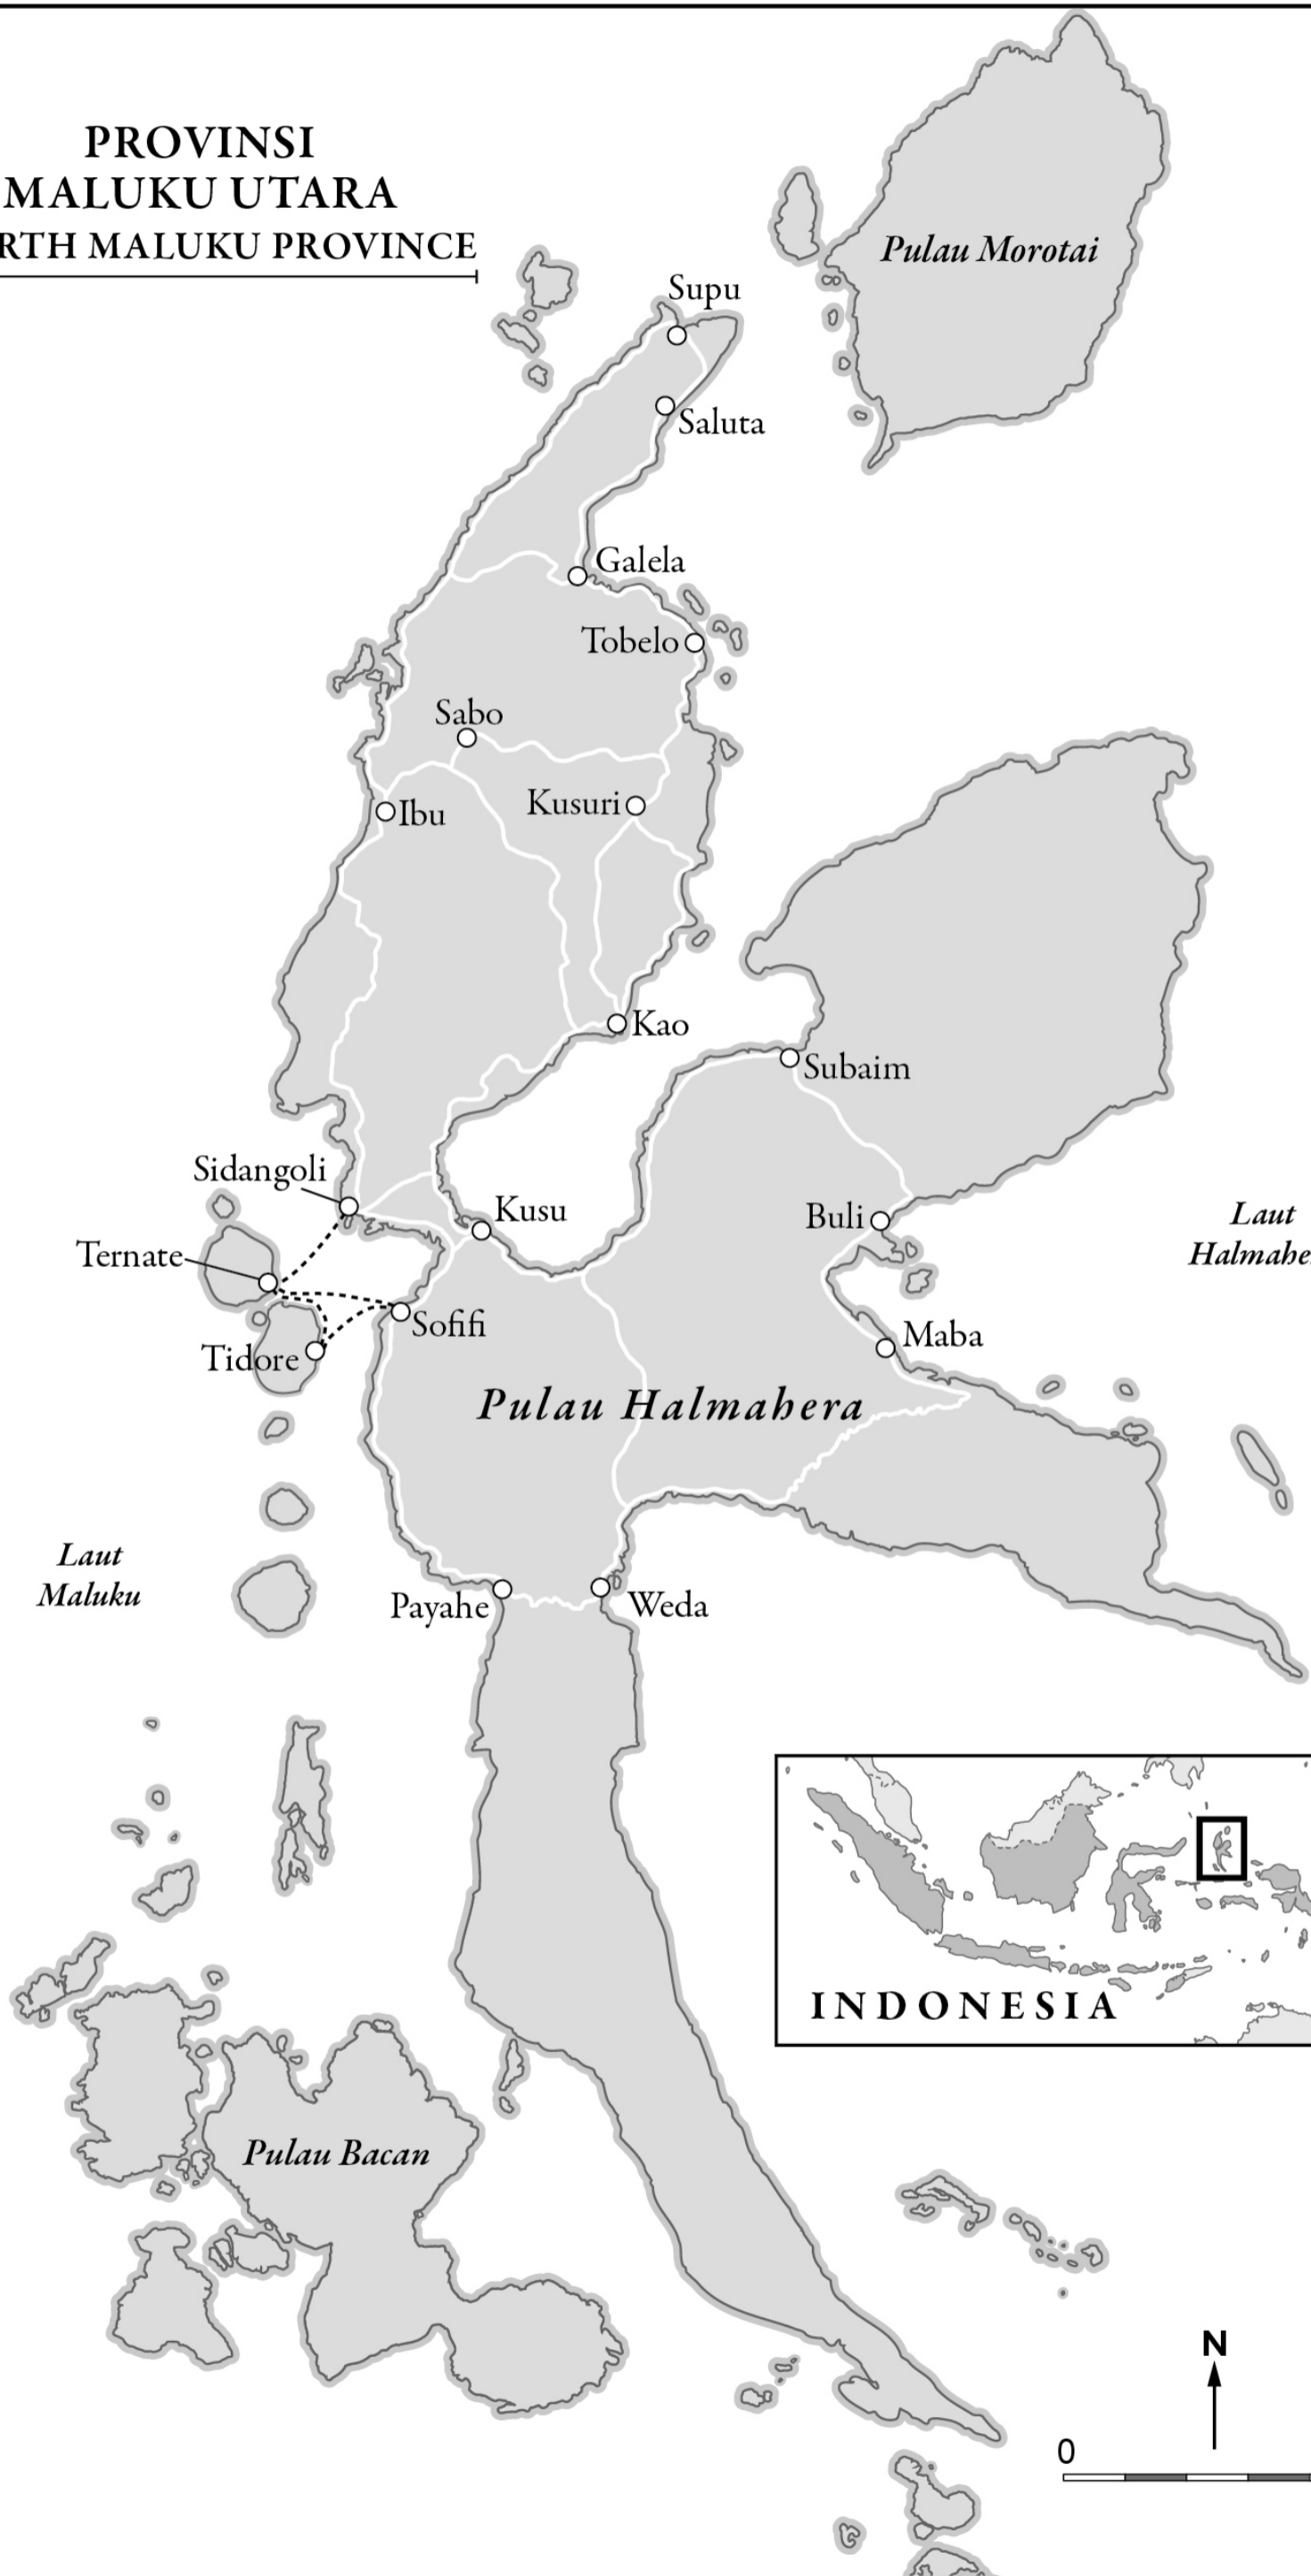 PROVINSI
MALUKU UTARA
RTH MALUKU PROVINCE
Pulau Morotai
Supu
Saluta
Galela
Tobelo
Sabo
Ibu
Kusuri
Kao
Subaim
Sidangoli
Kusu
Buli
Laut
Halmahe
Ternate
Sofifi
Maba
Tidore
Pulau Halmahera
Laut
Maluku
Payahe
Weda
INDONESIA
Pulau Bacan
N
0